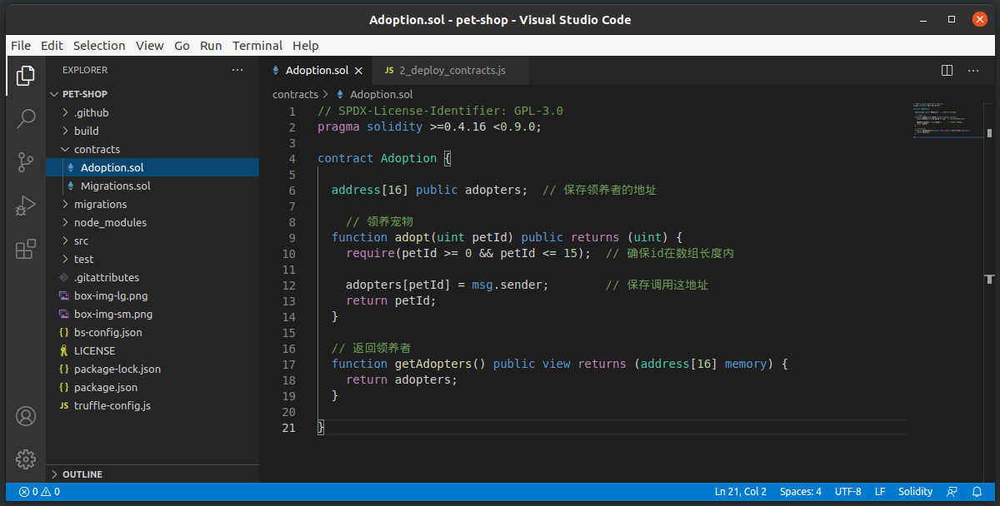 Adoption.sol - pet-shop - Visual Studio Code
File Edit Selection View Go Run Terminal Help
EXPLORER
PET-SHOP
.github
build
contracts
Adoption.sol
Migrations.sol
migrations
node_modules
src
test
.gitattributes
box-img-lg.png
box-img-sm.png
{} bs-config.json
LICENSE
{} package-lock.json
{} package.json
JS truffle-config.js
OUTLINE
Adoption.sol
JS 2_deploy_contracts.js
contracts > Adoption.sol
1 // SPDX-License-Identifier: GPL-3.0
2 pragma solidity >=0.4.16 <0.9.0;
3
4 contract Adoption {
5
6 address[16] public adopters;  // 保存领养者的地址
7
8 // 领养宠物
9 function adopt(uint petId) public returns (uint) {
10 require(petId >= 0 && petId <= 15);  // 确保id在数组长度内
11
12 adopters[petId] = msg.sender;        // 保存调用这地址
13 return petId;
14 }
15
16 // 返回领养者
17 function getAdopters() public view returns (address[16] memory) {
18 return adopters;
19 }
20
21 }
0 0
Ln 21, Col 2 Spaces: 4 UTF-8 LF Solidity